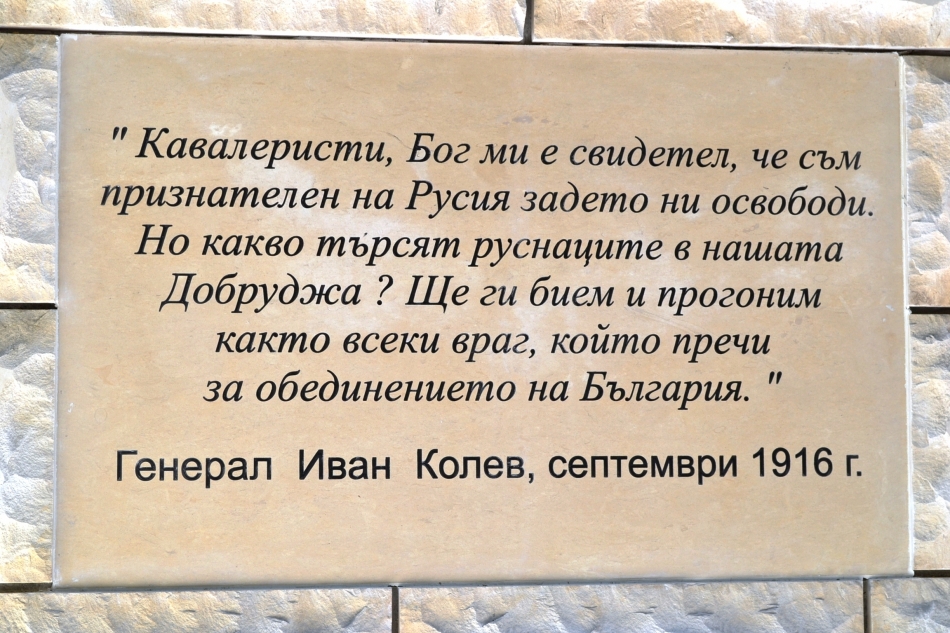 " Кавалеристи, Бог ми е свидетел, че съм
признателен на Русия задето ни освободи.
Но какво търсят руснаците в нашата
Добруджа ? Ще ги бием и прогоним
както всеки враг, който пречи
за обединението на България. "
Генерал Иван Колев, септември 1916 г.